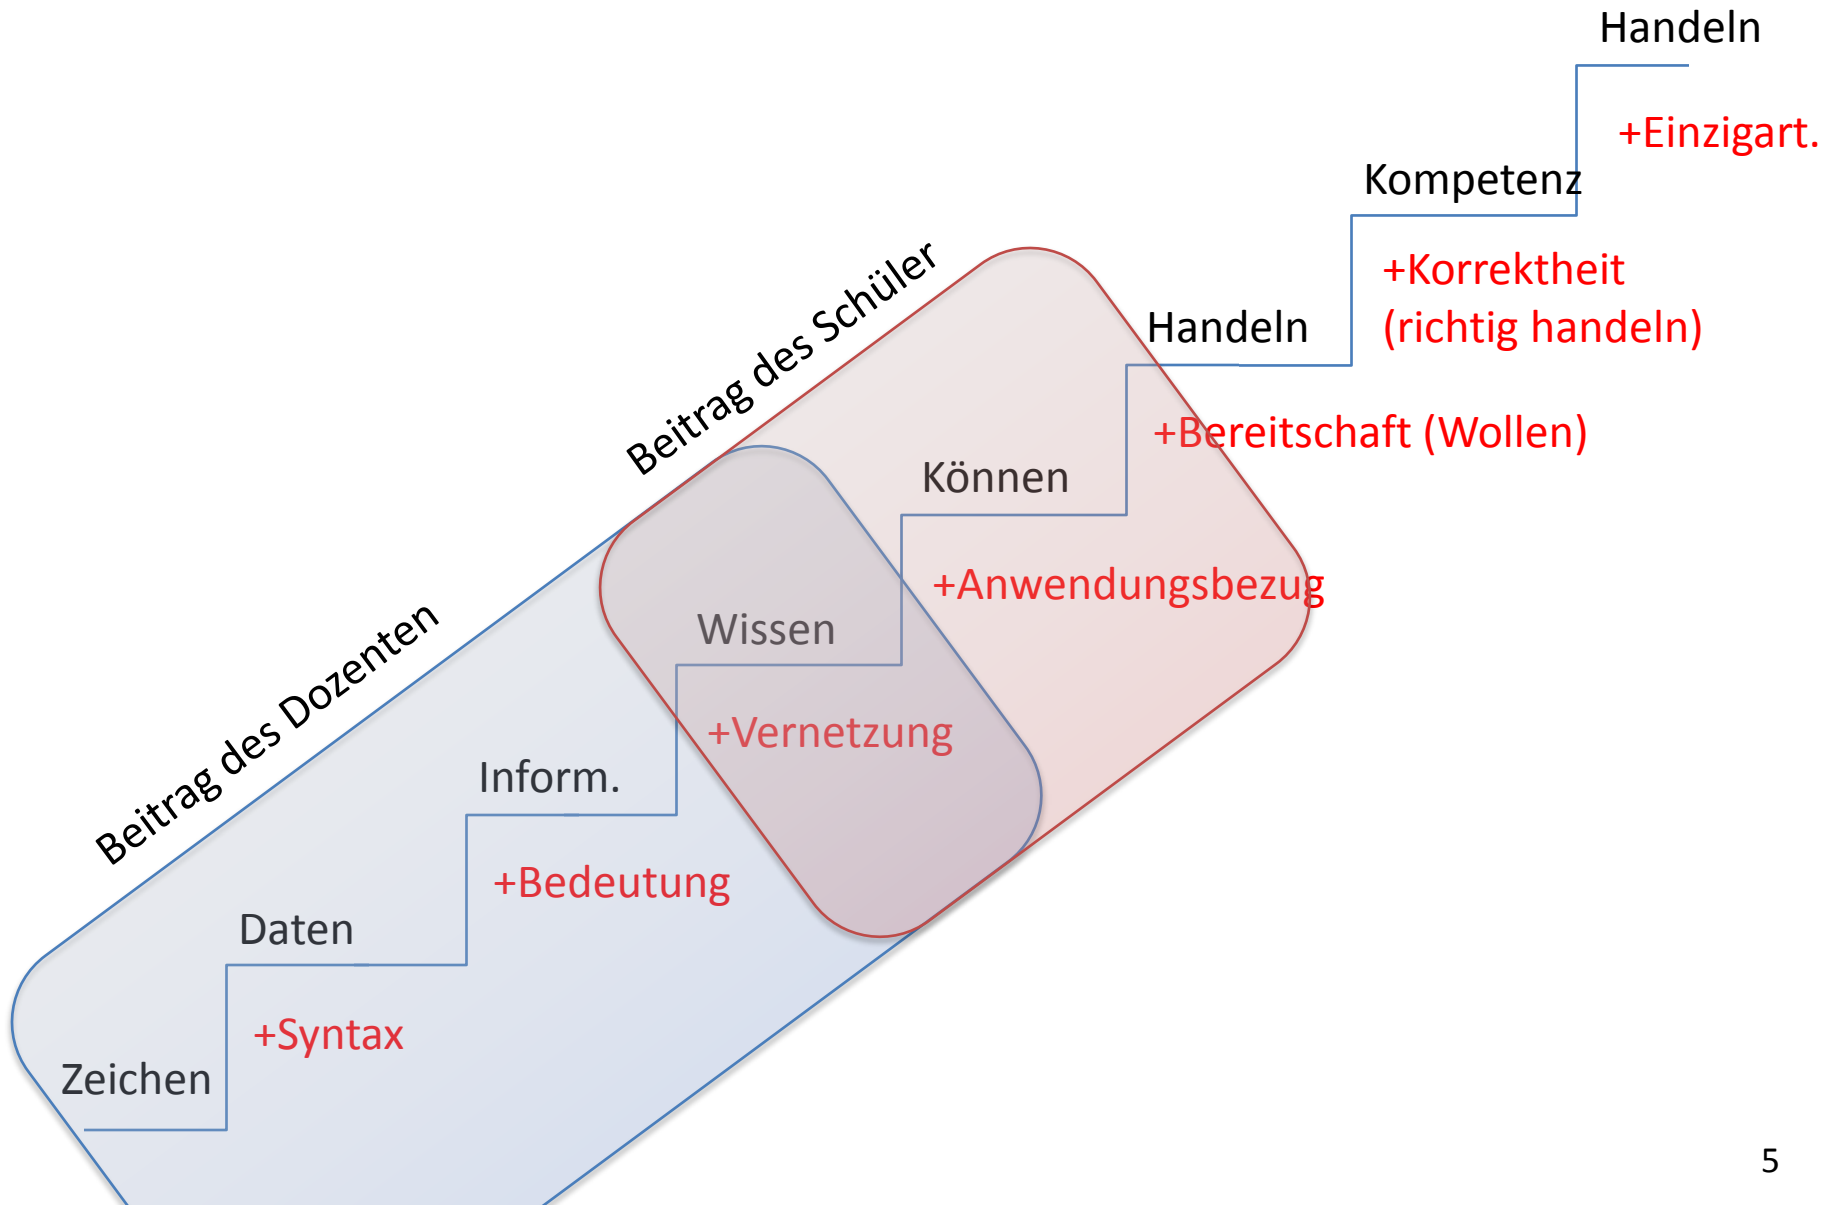 Handeln
+Einzigart.
Kompetenz
+Korrektheit
(richtig handeln)
Beitrag des Schüler
Handeln
+Bereitschaft (Wollen)
Können
+Anwendungsbezug
Wissen
+Vernetzung
Beitrag des Dozenten
Inform.
+Bedeutung
Daten
+Syntax
Zeichen
5